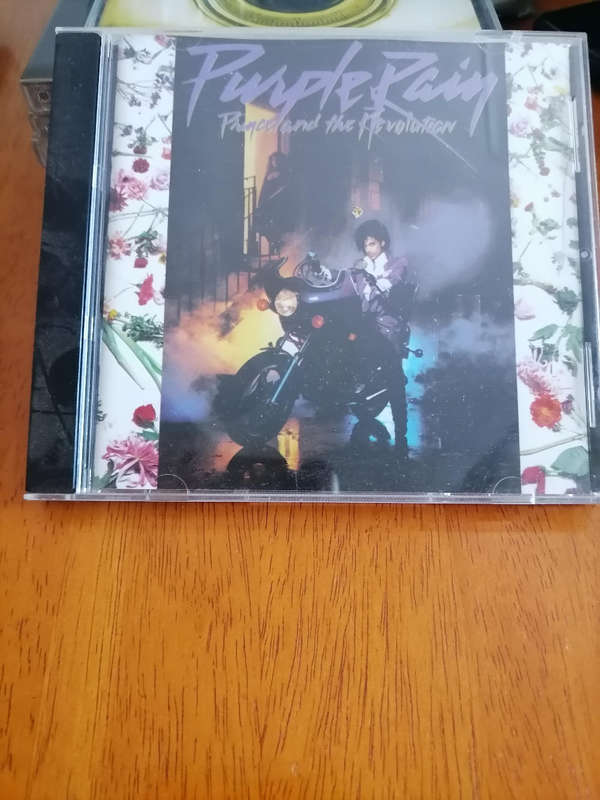 Purple Rain
Prince and the Revolution